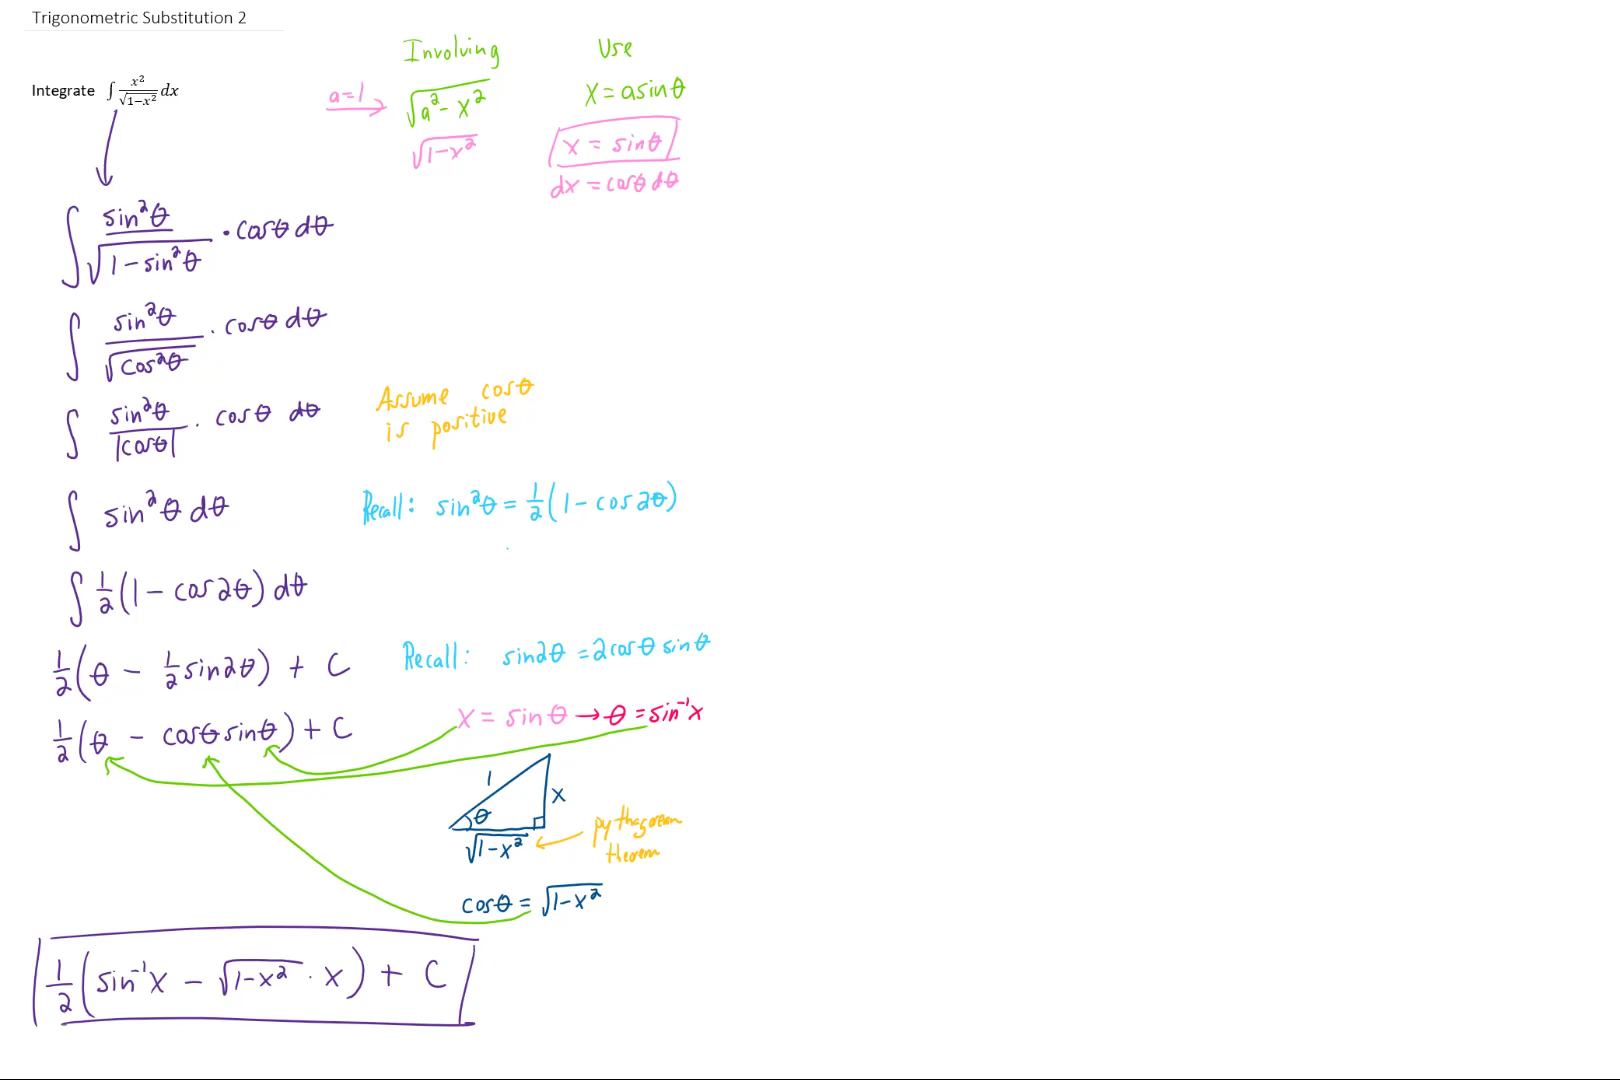 Trigonometric Substitution 2
Integrate ∫ x²/√(1−x²) dx
Involving Use
a=1 → √(a² − x²) x = a sin θ
√(1−x²) x = sin θ
dx = cos θ dθ
∫ sin²θ/√(1 − sin²θ) · cos θ dθ
∫ sin²θ/√(cos²θ) · cos θ dθ
∫ sin²θ/|cos θ| · cos θ dθ
Assume cos θ
is positive
∫ sin²θ dθ Recall: sin²θ = 1/2(1 − cos 2θ)
∫ 1/2(1 − cos 2θ) dθ
1/2(θ − 1/2 sin 2θ) + C Recall: sin 2θ = 2 cos θ sin θ
1/2(θ − cos θ sin θ) + C x = sin θ → θ = sin⁻¹x
1
x
θ
√(1−x²)
pythagorean
theorem
cos θ = √(1−x²)
1/2(sin⁻¹x − √(1−x²) · x) + C